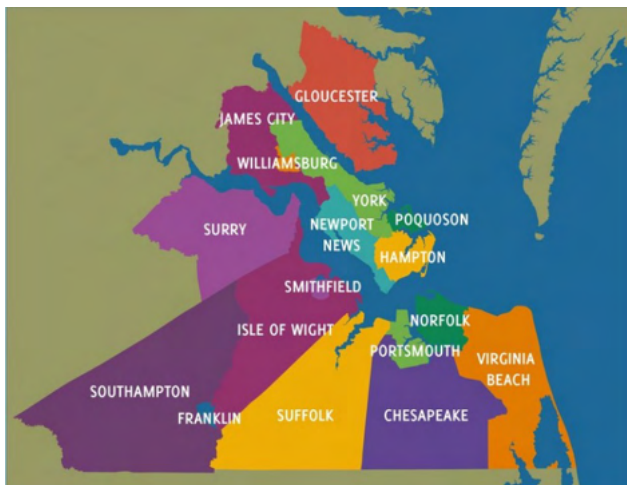 GLOUCESTER
JAMES CITY
WILLIAMSBURG
YORK
POQUOSON
SURRY
NEWPORT
NEWS
HAMPTON
SMITHFIELD
ISLE OF WIGHT
NORFOLK
PORTSMOUTH
VIRGINIA
BEACH
SOUTHAMPTON
FRANKLIN
SUFFOLK
CHESAPEAKE